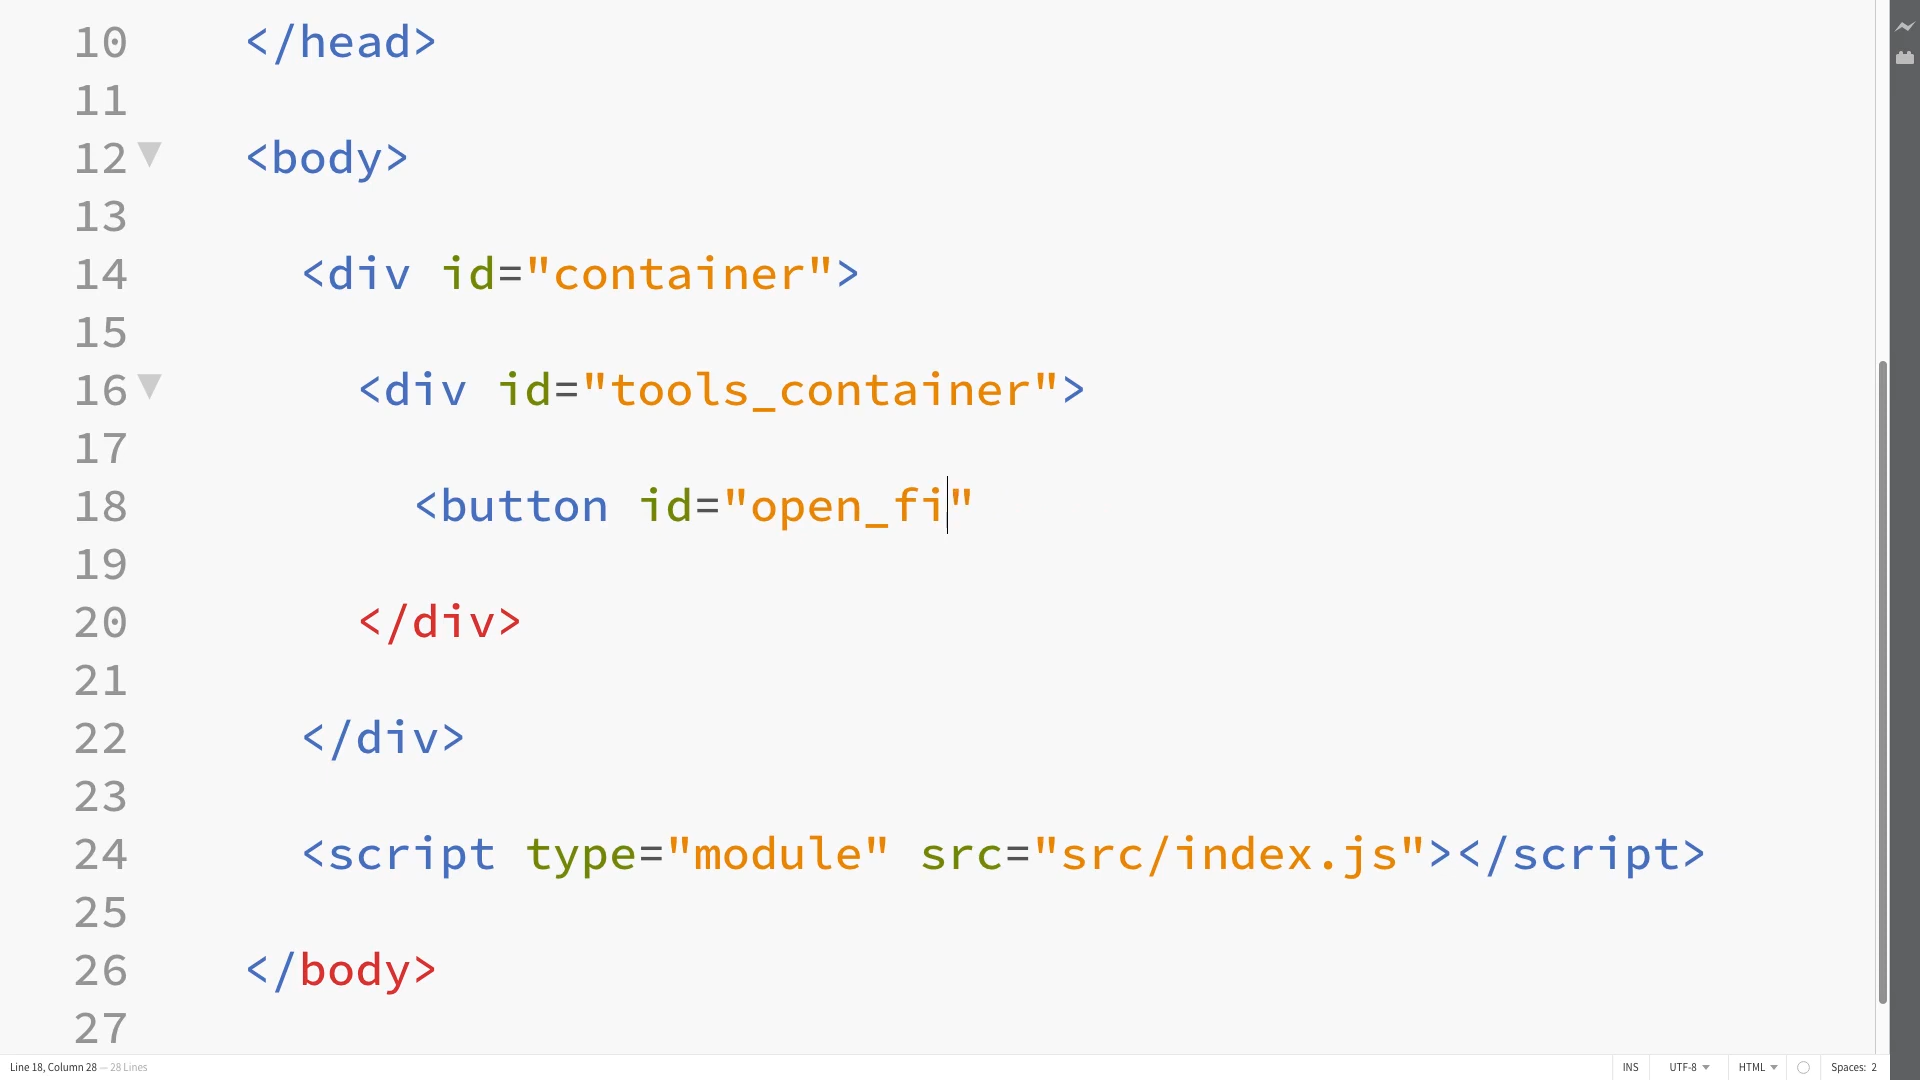 10 </head>
11
12 <body>
13
14 <div id="container">
15
16 <div id="tools_container">
17
18 <button id="open_fi"
19
20 </div>
21
22 </div>
23
24 <script type="module" src="src/index.js"></script>
25
26 </body>
27
Line 18, Column 28 — 28 Lines INS UTF-8 HTML Spaces: 2